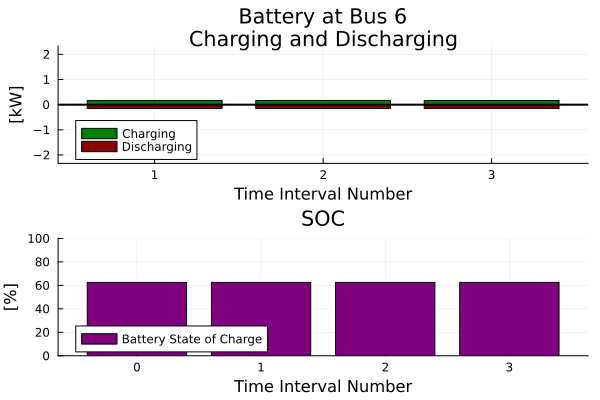 Battery at Bus 6
Charging and Discharging
[kW]
2
1
0
−1
−2
Charging
Discharging
1
2
3
Time Interval Number
SOC
[%]
100
80
60
40
20
0
Battery State of Charge
0
1
2
3
Time Interval Number